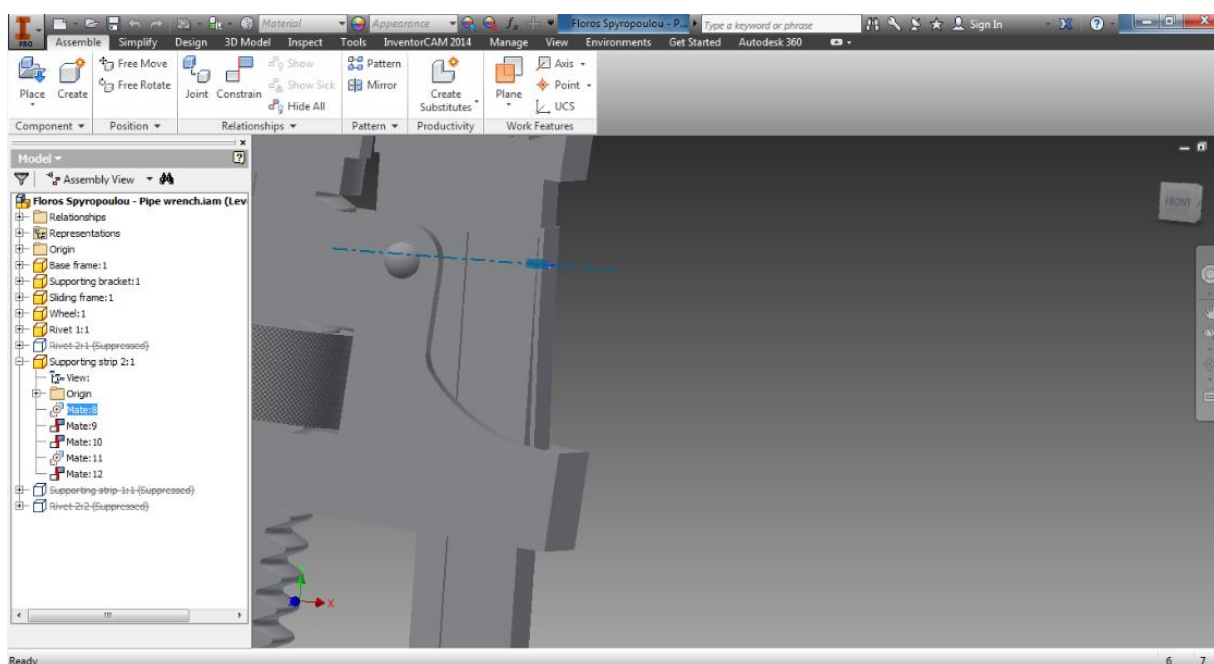 Material Appearance Floros Spyropoulou - P... Type a keyword or phrase Sign In
PRO Assemble Simplify Design 3D Model Inspect Tools InventorCAM 2014 Manage View Environments Get Started Autodesk 360
Free Move Show Pattern Axis
Free Rotate Show Sick Mirror Point
Place Create Joint Constrain Hide All Create Substitutes Plane UCS
Component Position Relationships Pattern Productivity Work Features
Model
Assembly View
Floros Spyropoulou - Pipe wrench.iam (Lev
Relationships
Representations
Origin
Base frame:1
Supporting bracket:1
Sliding frame:1
Wheel:1
Rivet 1:1
Rivet 2:1 (Suppressed)
Supporting strip 2:1
View:
Origin
Mate:8
Mate:9
Mate:10
Mate:11
Mate:12
Supporting strip 1:1 (Suppressed)
Rivet 2:2 (Suppressed)
FRONT
X
Ready 6 7